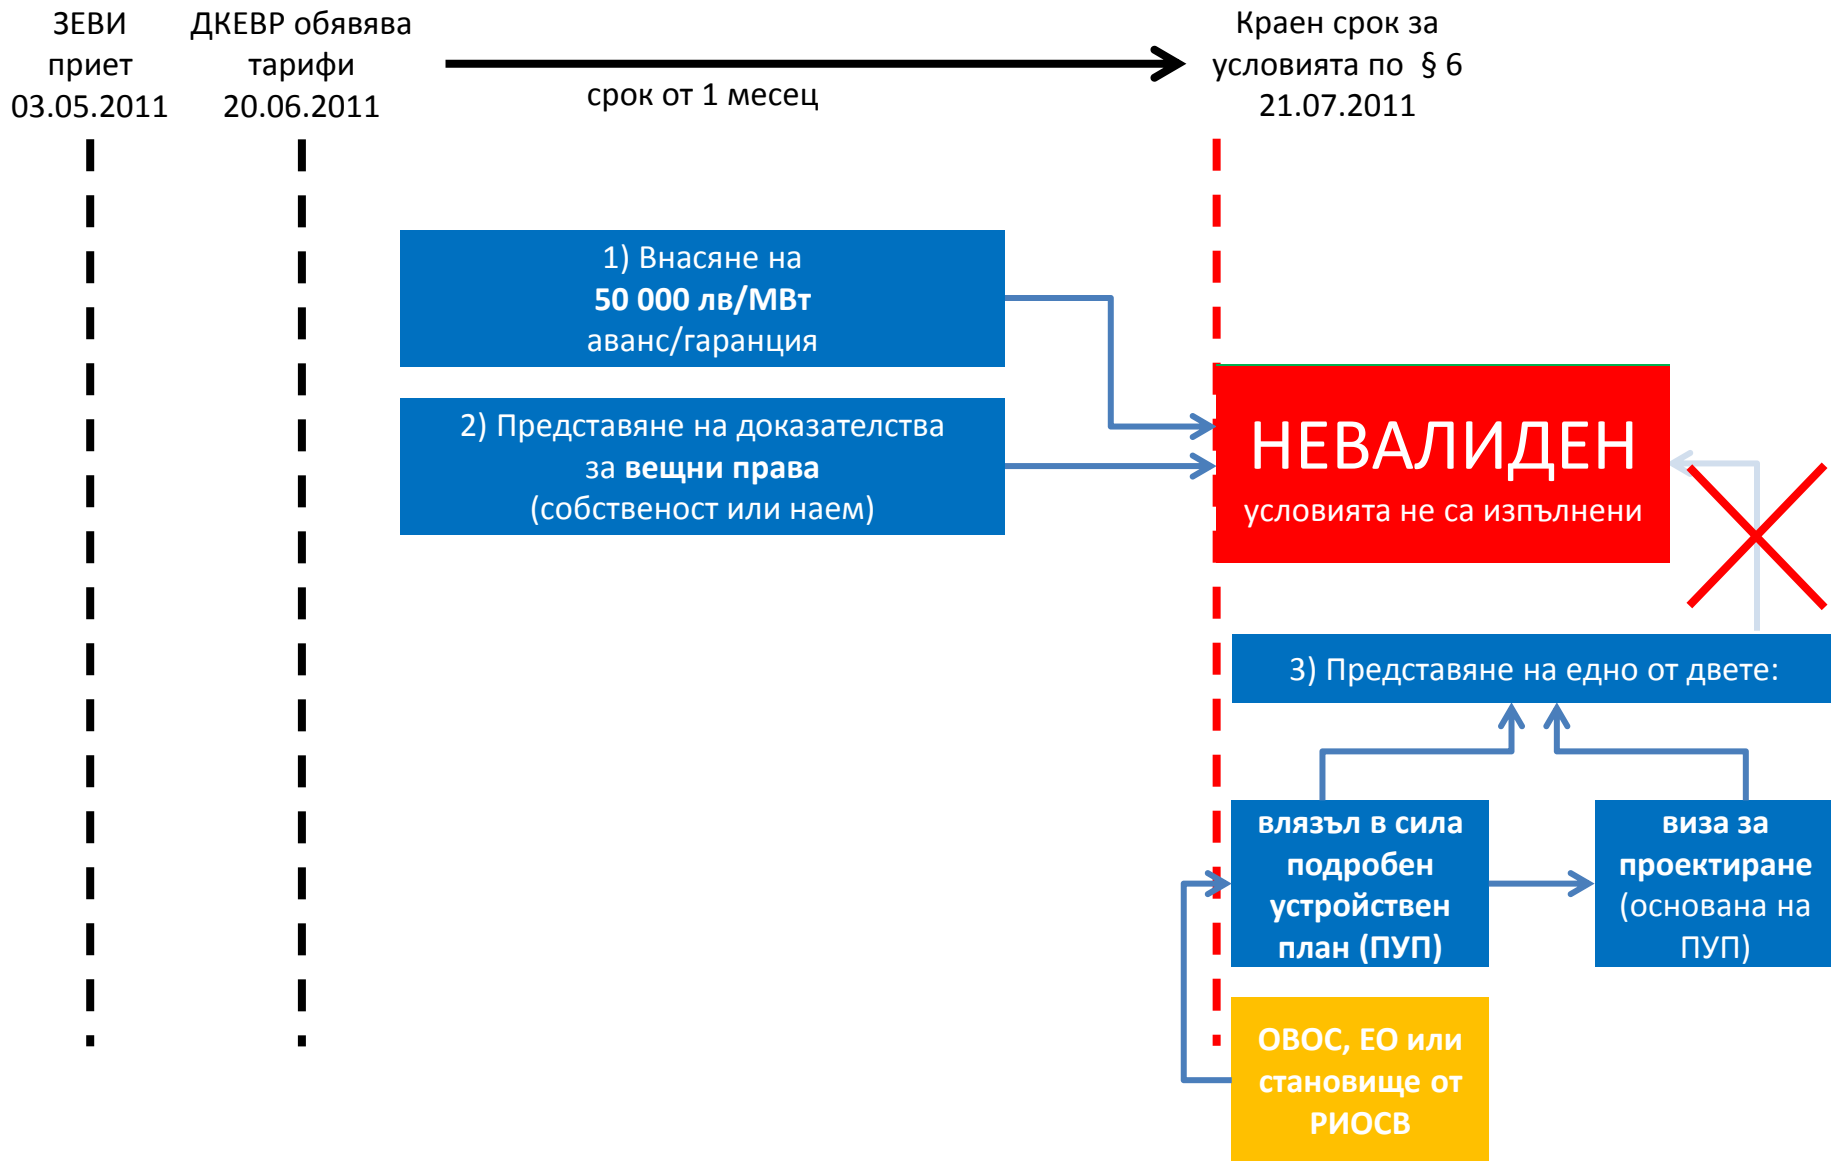 ЗЕВИ
приет
03.05.2011
ДКЕВР обявява
тарифи
20.06.2011
срок от 1 месец
Краен срок за
условията по § 6
21.07.2011
1) Внасяне на
50 000 лв/МВт
аванс/гаранция
2) Представяне на доказателства
за вещни права
(собственост или наем)
НЕВАЛИДЕН
условията не са изпълнени
3) Представяне на едно от двете:
влязъл в сила
подробен
устройствен
план (ПУП)
виза за
проектиране
(основана на
ПУП)
ОВОС, ЕО или
становище от
РИОСВ